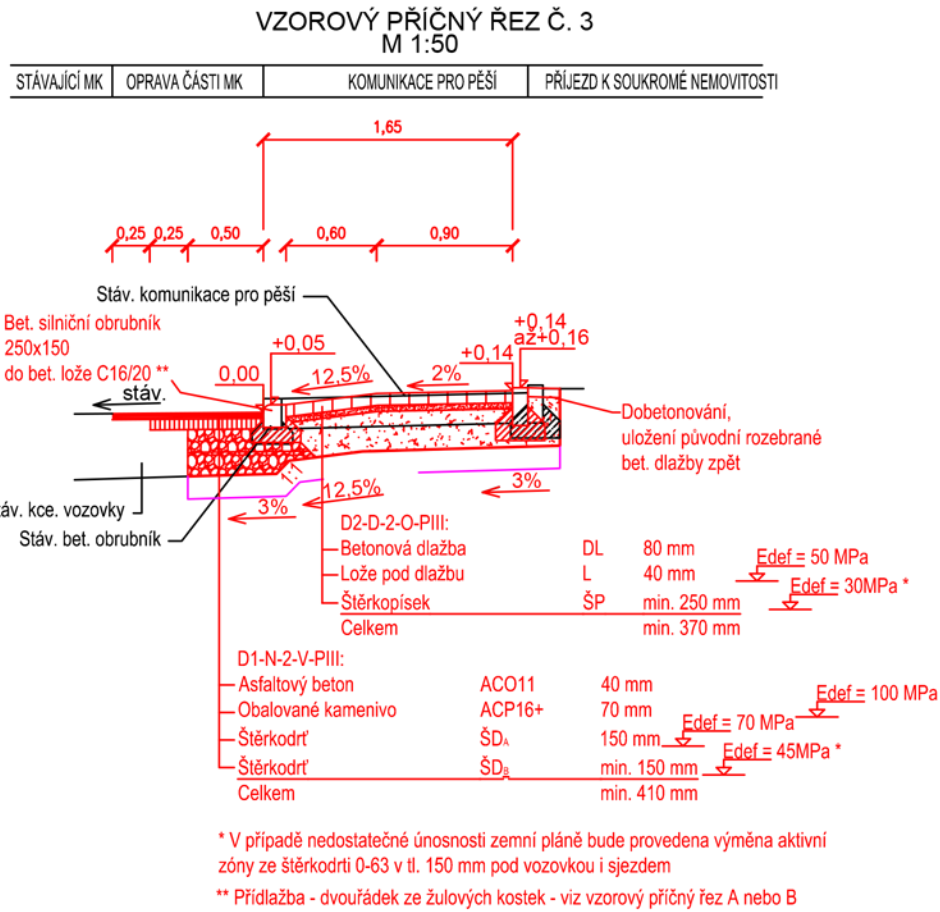 VZOROVÝ PŘÍČNÝ ŘEZ Č. 3
M 1:50
STÁVAJÍCÍ MK OPRAVA ČÁSTI MK KOMUNIKACE PRO PĚŠÍ PŘÍJEZD K SOUKROMÉ NEMOVITOSTI
1,65
0,25 0,25 0,50 0,60 0,90
Stáv. komunikace pro pěší
Bet. silniční obrubník
250x150
do bet. lože C16/20 **
+0,14
až+0,16
+0,05
+0,14
0,00
12,5%
2%
stáv.
Dobetonování,
uložení původní rozebrané
bet. dlažby zpět
1:1
12,5%
3%
3%
táv. kce. vozovky
Stáv. bet. obrubník
D2-D-2-O-PIII:
Betonová dlažba DL 80 mm
Edef = 50 MPa
Lože pod dlažbu L 40 mm
Edef = 30MPa *
Štěrkopísek ŠP min. 250 mm
Celkem min. 370 mm
D1-N-2-V-PIII:
Asfaltový beton ACO11 40 mm
Edef = 100 MPa
Obalované kamenivo ACP16+ 70 mm
Edef = 70 MPa
Štěrkodrť ŠDA 150 mm
Edef = 45MPa *
Štěrkodrť ŠDB min. 150 mm
Celkem min. 410 mm
* V případě nedostatečné únosnosti zemní pláně bude provedena výměna aktivní
zóny ze štěrkodrti 0-63 v tl. 150 mm pod vozovkou i sjezdem
** Přídlažba - dvouřádek ze žulových kostek - viz vzorový příčný řez A nebo B